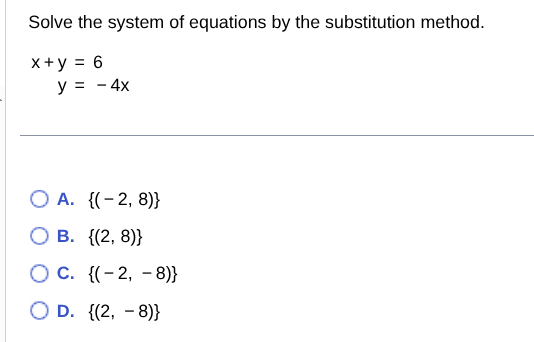 Solve the system of equations by the substitution method.
x + y = 6
y = - 4x
A. {( - 2, 8)}
B. {(2, 8)}
C. {( - 2, - 8)}
D. {(2, - 8)}